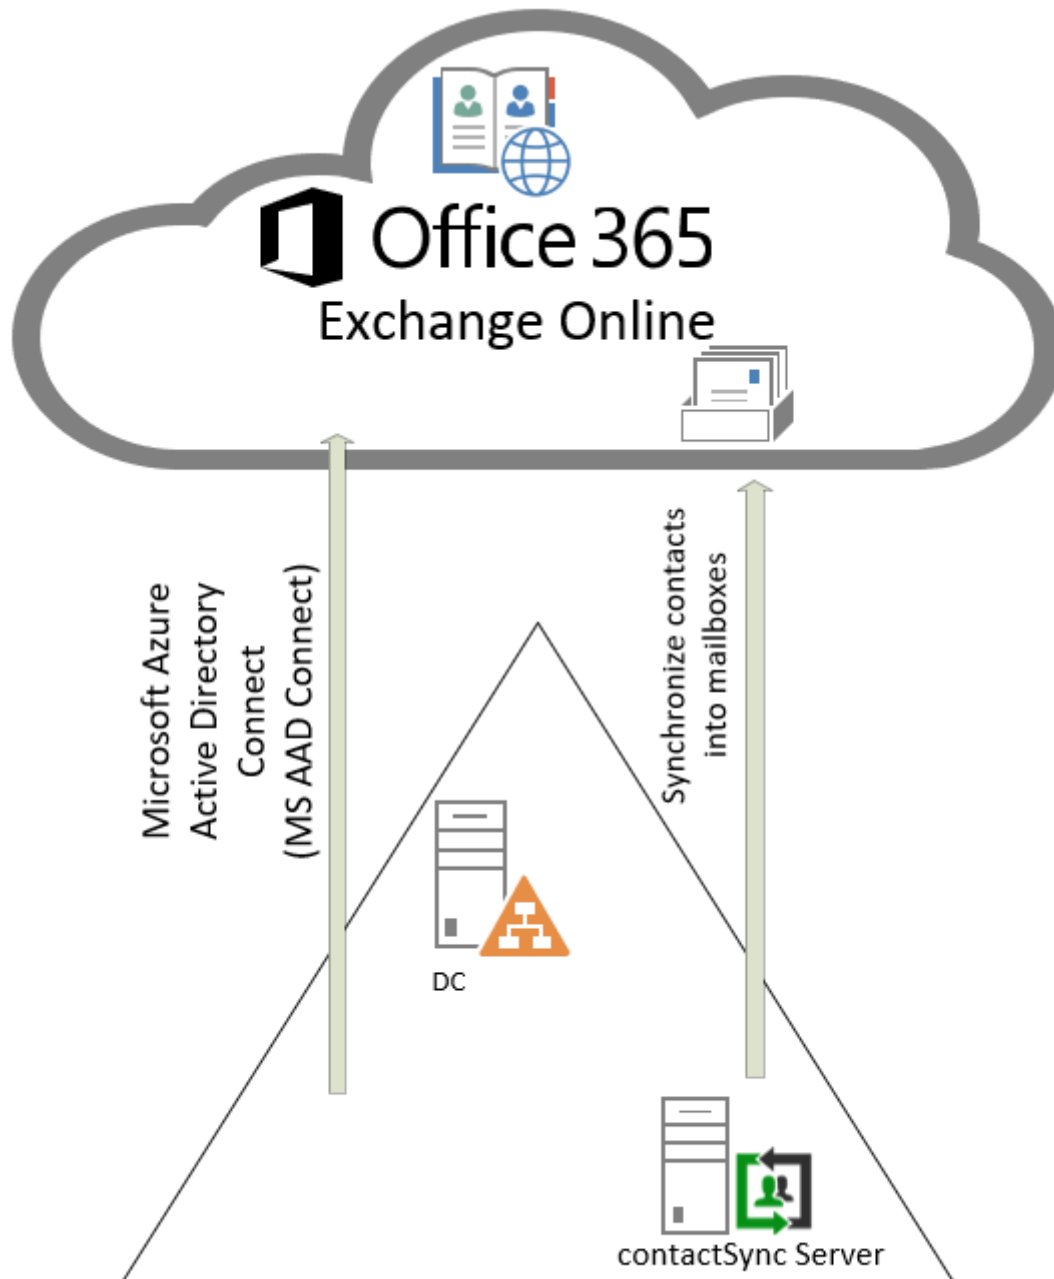 Office 365
Exchange Online
Microsoft Azure
Active Directory
Connect
(MS AAD Connect)
Synchronize contacts
into mailboxes
DC
contactSync Server